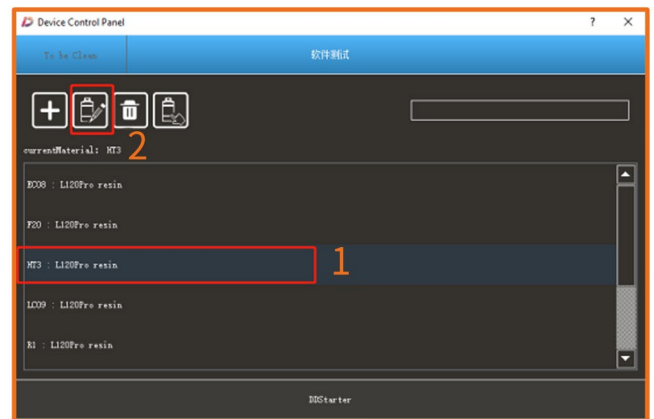 Device Control Panel ? ×
To be Clean 软件测试
currentMaterial: HT3
2
EC08 : L120Pro resin
F20 : L120Pro resin
HT3 : L120Pro resin
1
LC09 : L120Pro resin
R1 : L120Pro resin
DDStarter